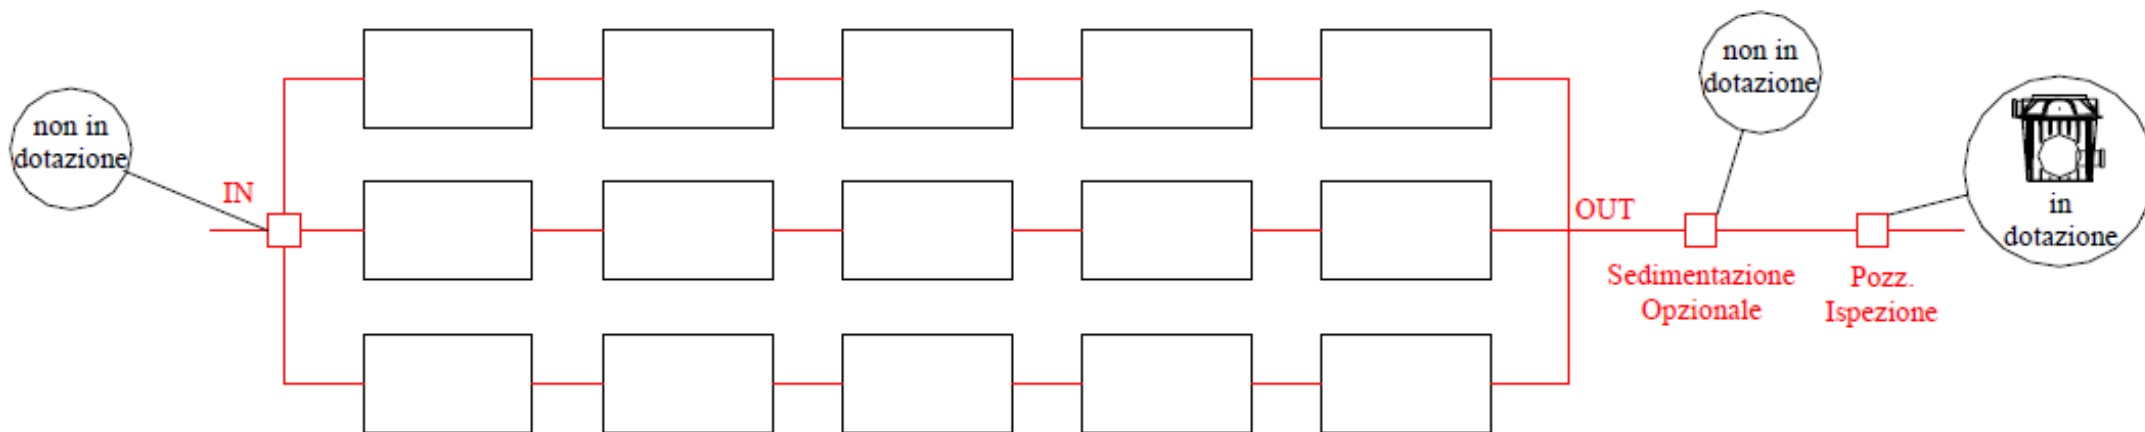 non in
dotazione
IN
OUT
non in
dotazione
Sedimentazione
Opzionale
Pozz.
Ispezione
in
dotazione